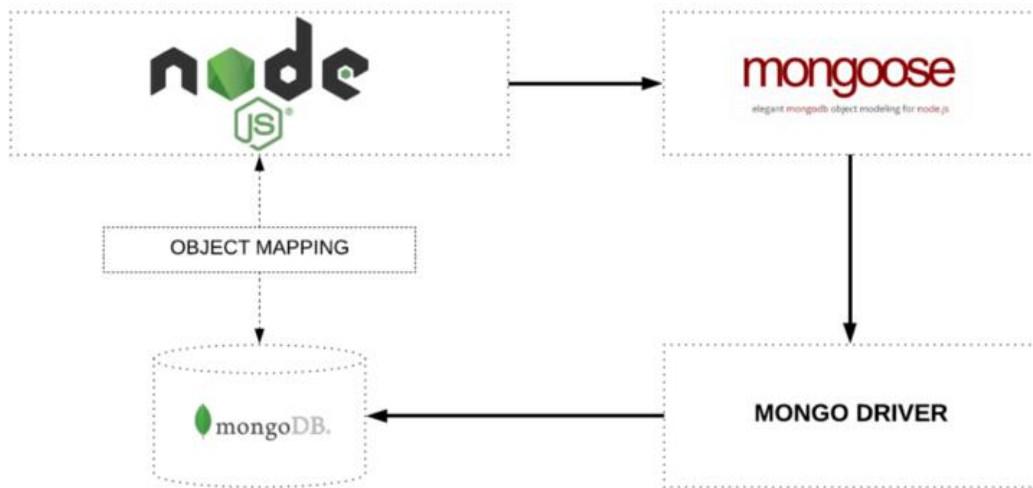 node
JS®
mongoose
elegant mongodb object modeling for node.js
OBJECT MAPPING
mongoDB.
MONGO DRIVER